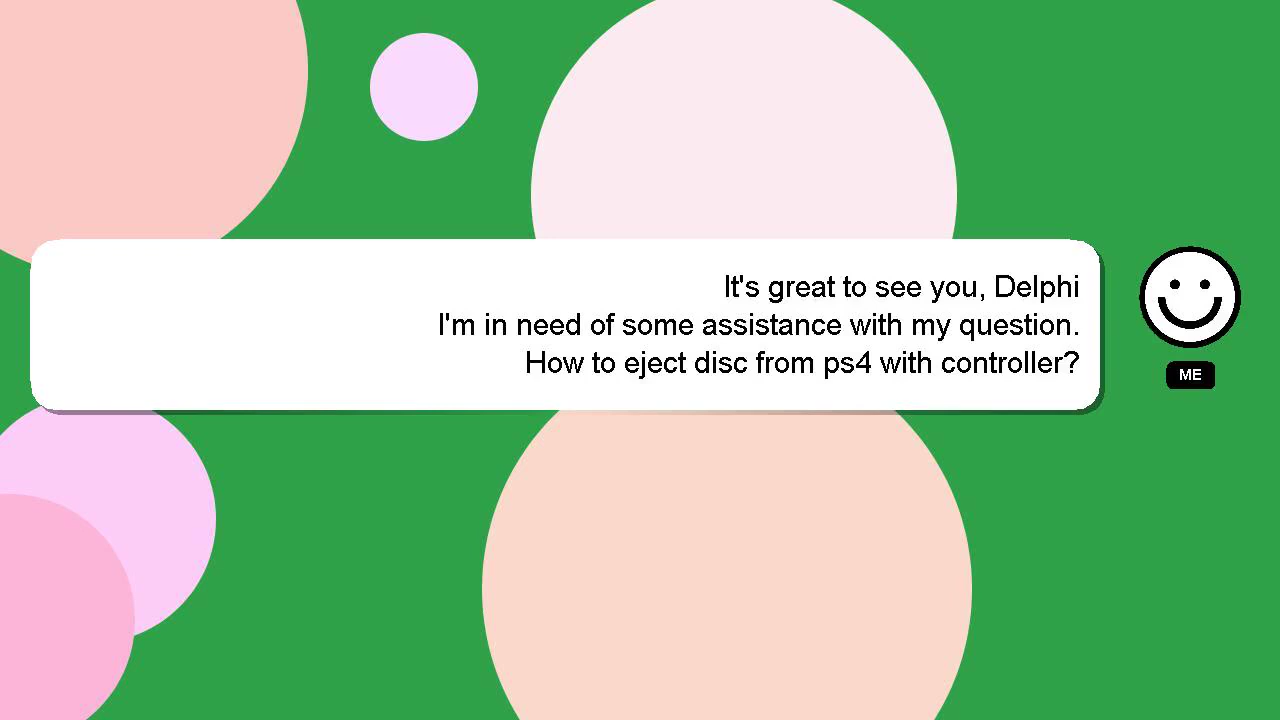 It's great to see you, Delphi
I'm in need of some assistance with my question.
How to eject disc from ps4 with controller?
ME